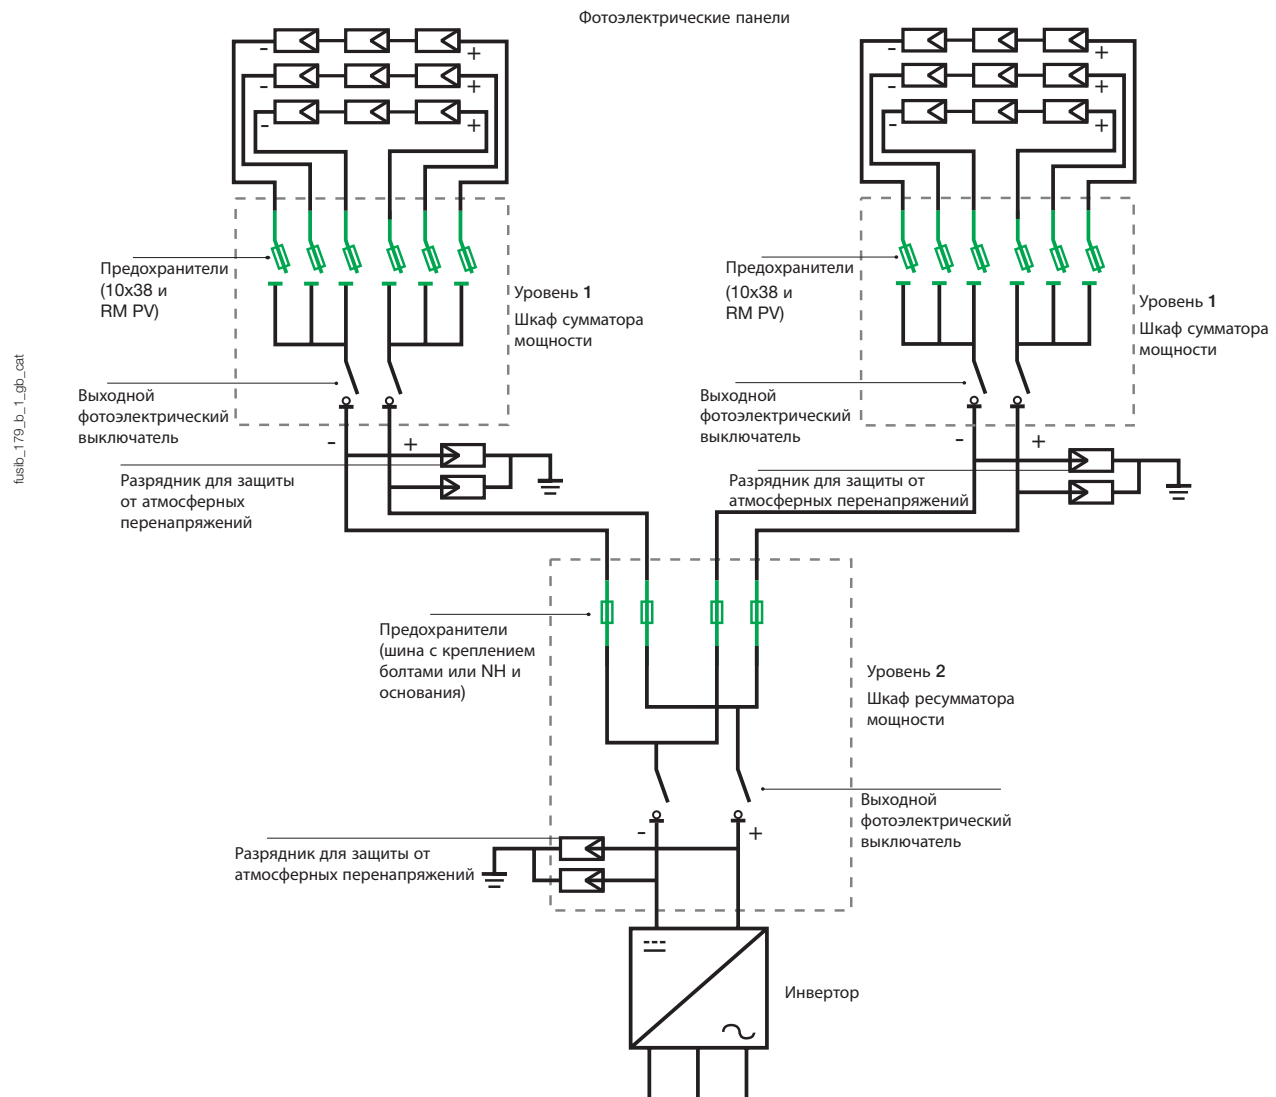 Фотоэлектрические панели
-
+
-
+
-
+
-
+
-
+
-
+
Предохранители
(10x38 и
RM PV)
Уровень 1
Шкаф сумматора
мощности
Выходной
фотоэлектрический
выключатель
-
+
Разрядник для защиты
от атмосферных
перенапряжений
Предохранители
(10x38 и
RM PV)
Уровень 1
Шкаф сумматора
мощности
Выходной
фотоэлектрический
выключатель
-
+
Разрядник для защиты от
атмосферных перенапряжений
fusib_179_b_1_gb_cat
Предохранители
(шина с креплением
болтами или NH и
основания)
Уровень 2
Шкаф ресумматора
мощности
Выходной
фотоэлектрический
выключатель
-
+
Разрядник для защиты от
атмосферных перенапряжений
Инвертор